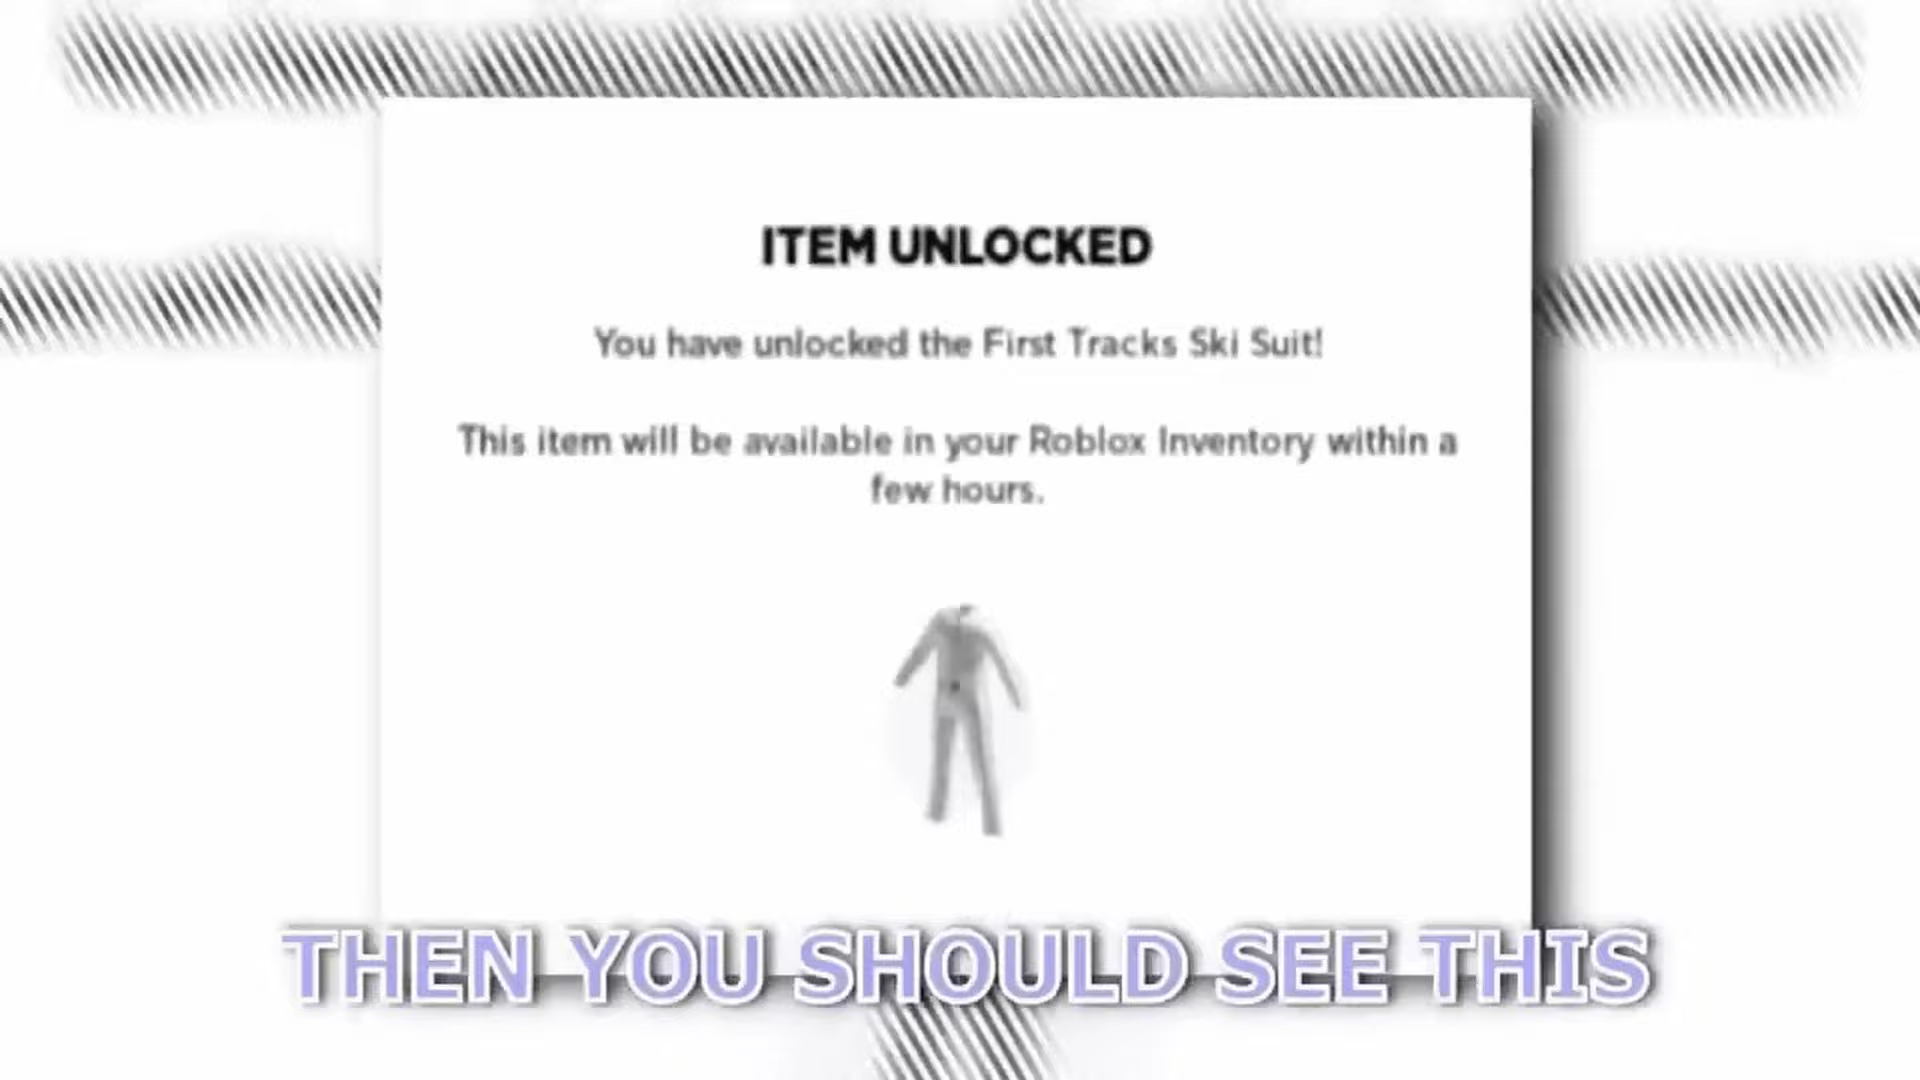 ITEM UNLOCKED
You have unlocked the First Tracks Ski Suit!
This item will be available in your Roblox Inventory within a
few hours.
THEN YOU SHOULD SEE THIS